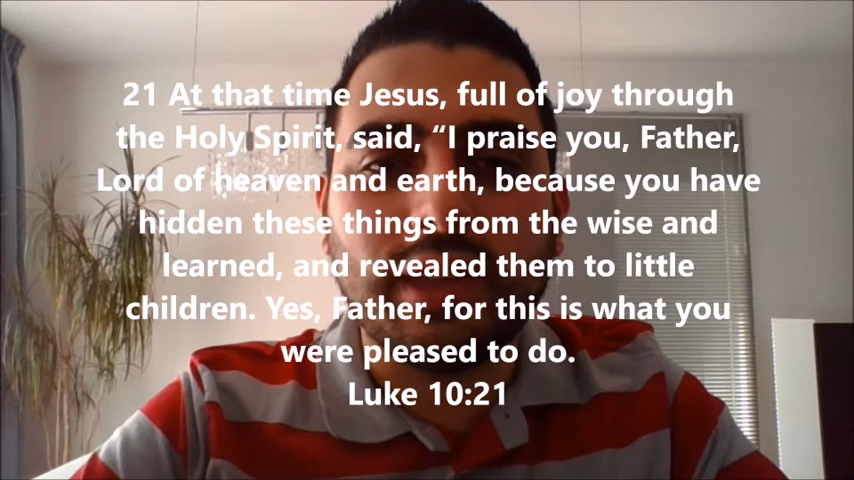 21 At that time Jesus, full of joy through
the Holy Spirit, said, “I praise you, Father,
Lord of heaven and earth, because you have
hidden these things from the wise and
learned, and revealed them to little
children. Yes, Father, for this is what you
were pleased to do.
Luke 10:21